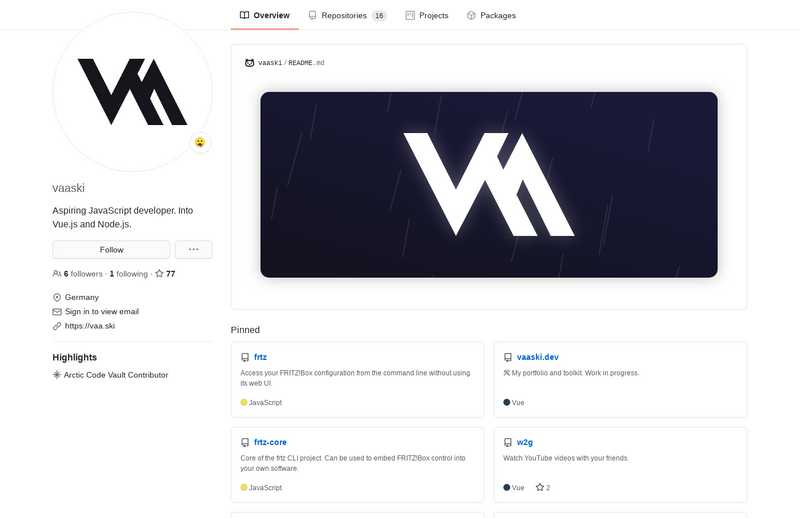 Overview
Repositories 16
Projects
Packages
vaaski
Aspiring JavaScript developer. Into
Vue.js and Node.js.
Follow
6 followers · 1 following · 77
Germany
Sign in to view email
https://vaa.ski
Highlights
Arctic Code Vault Contributor
vaaski / README.md
Pinned
frtz
Access your FRITZ!Box configuration from the command line without using
its web UI.
JavaScript
vaaski.dev
My portfolio and toolkit. Work in progress.
Vue
frtz-core
Core of the frtz CLI project. Can be used to embed FRITZ!Box control into
your own software.
JavaScript
w2g
Watch YouTube videos with your friends.
Vue 2